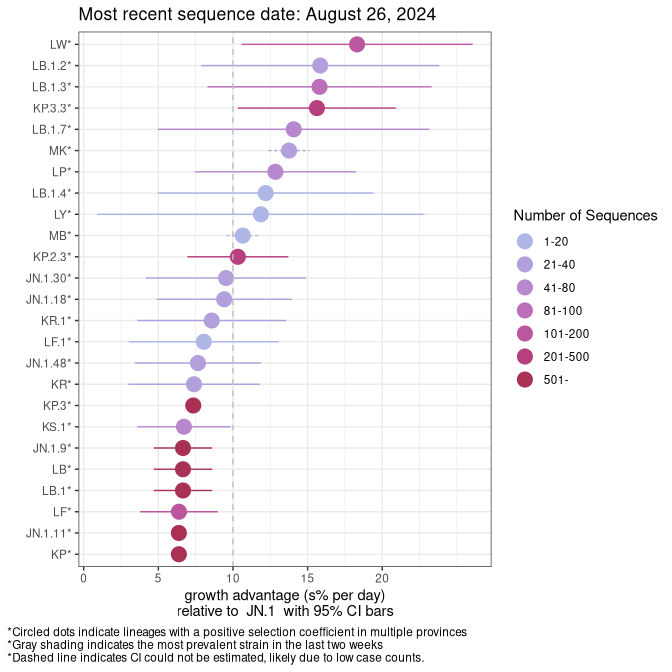 Most recent sequence date: August 26, 2024
LW*
LB.1.2*
LB.1.3*
KP.3.3*
LB.1.7*
MK*
LP*
LB.1.4*
LY*
MB*
KP.2.3*
JN.1.30*
JN.1.18*
KR.1*
LF.1*
JN.1.48*
KR*
KP.3*
KS.1*
JN.1.9*
LB*
LB.1*
LF*
JN.1.11*
KP*
0 5 10 15 20
growth advantage (s% per day)
relative to JN.1 with 95% CI bars
Number of Sequences
1-20
21-40
41-80
81-100
101-200
201-500
501-
*Circled dots indicate lineages with a positive selection coefficient in multiple provinces
*Gray shading indicates the most prevalent strain in the last two weeks
*Dashed line indicates CI could not be estimated, likely due to low case counts.